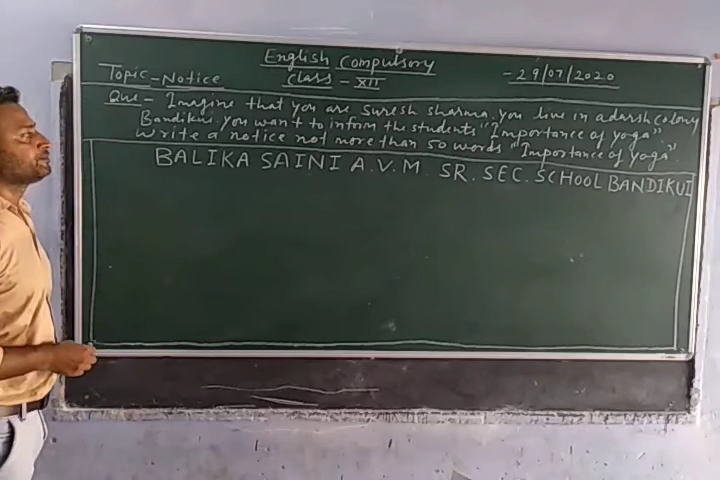 English Compulsory
Class - XII
-29/07/2020
Topic - Notice
Que - Imagine that you are Suresh Sharma. You live in adarsh colony
Bandikui. You want to inform the students "Importance of yoga"
Write a notice not more than 50 words "Importance of yoga".
BALIKA SAINI A.V.M. SR. SEC. SCHOOL BANDIKUI